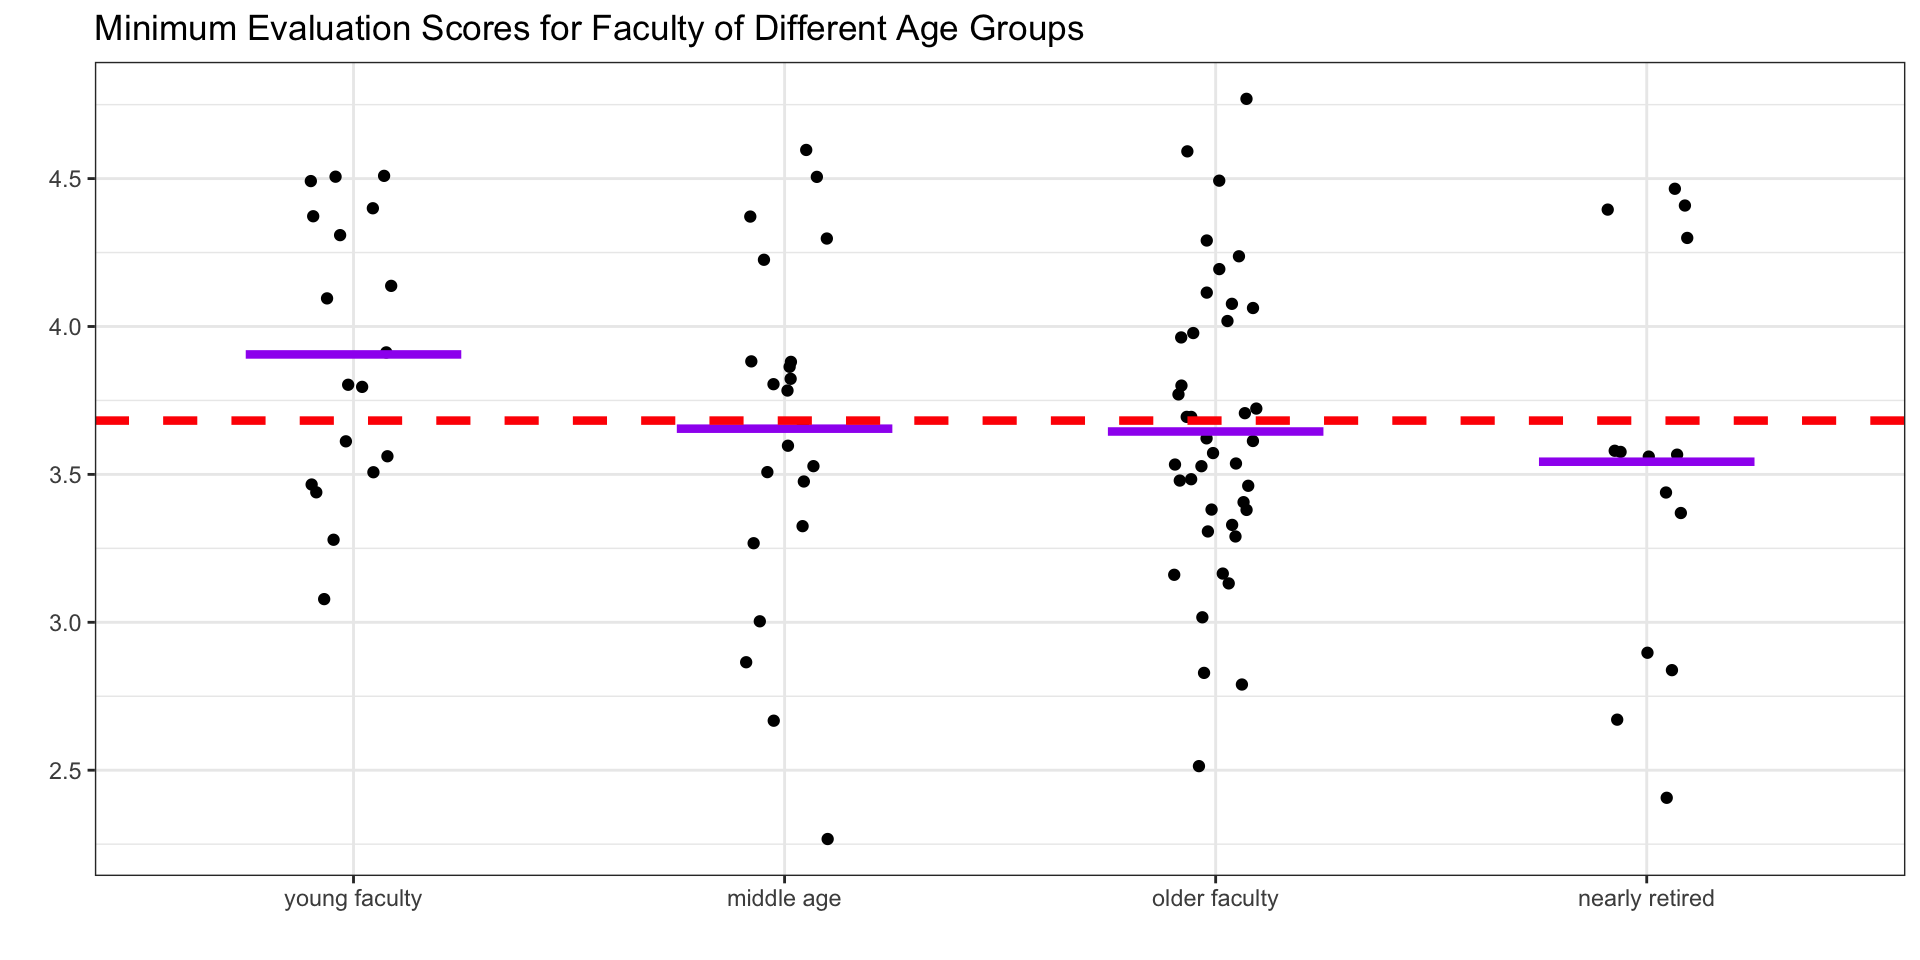 Minimum Evaluation Scores for Faculty of Different Age Groups
4.5
4.0
3.5
3.0
2.5
young faculty middle age older faculty nearly retired